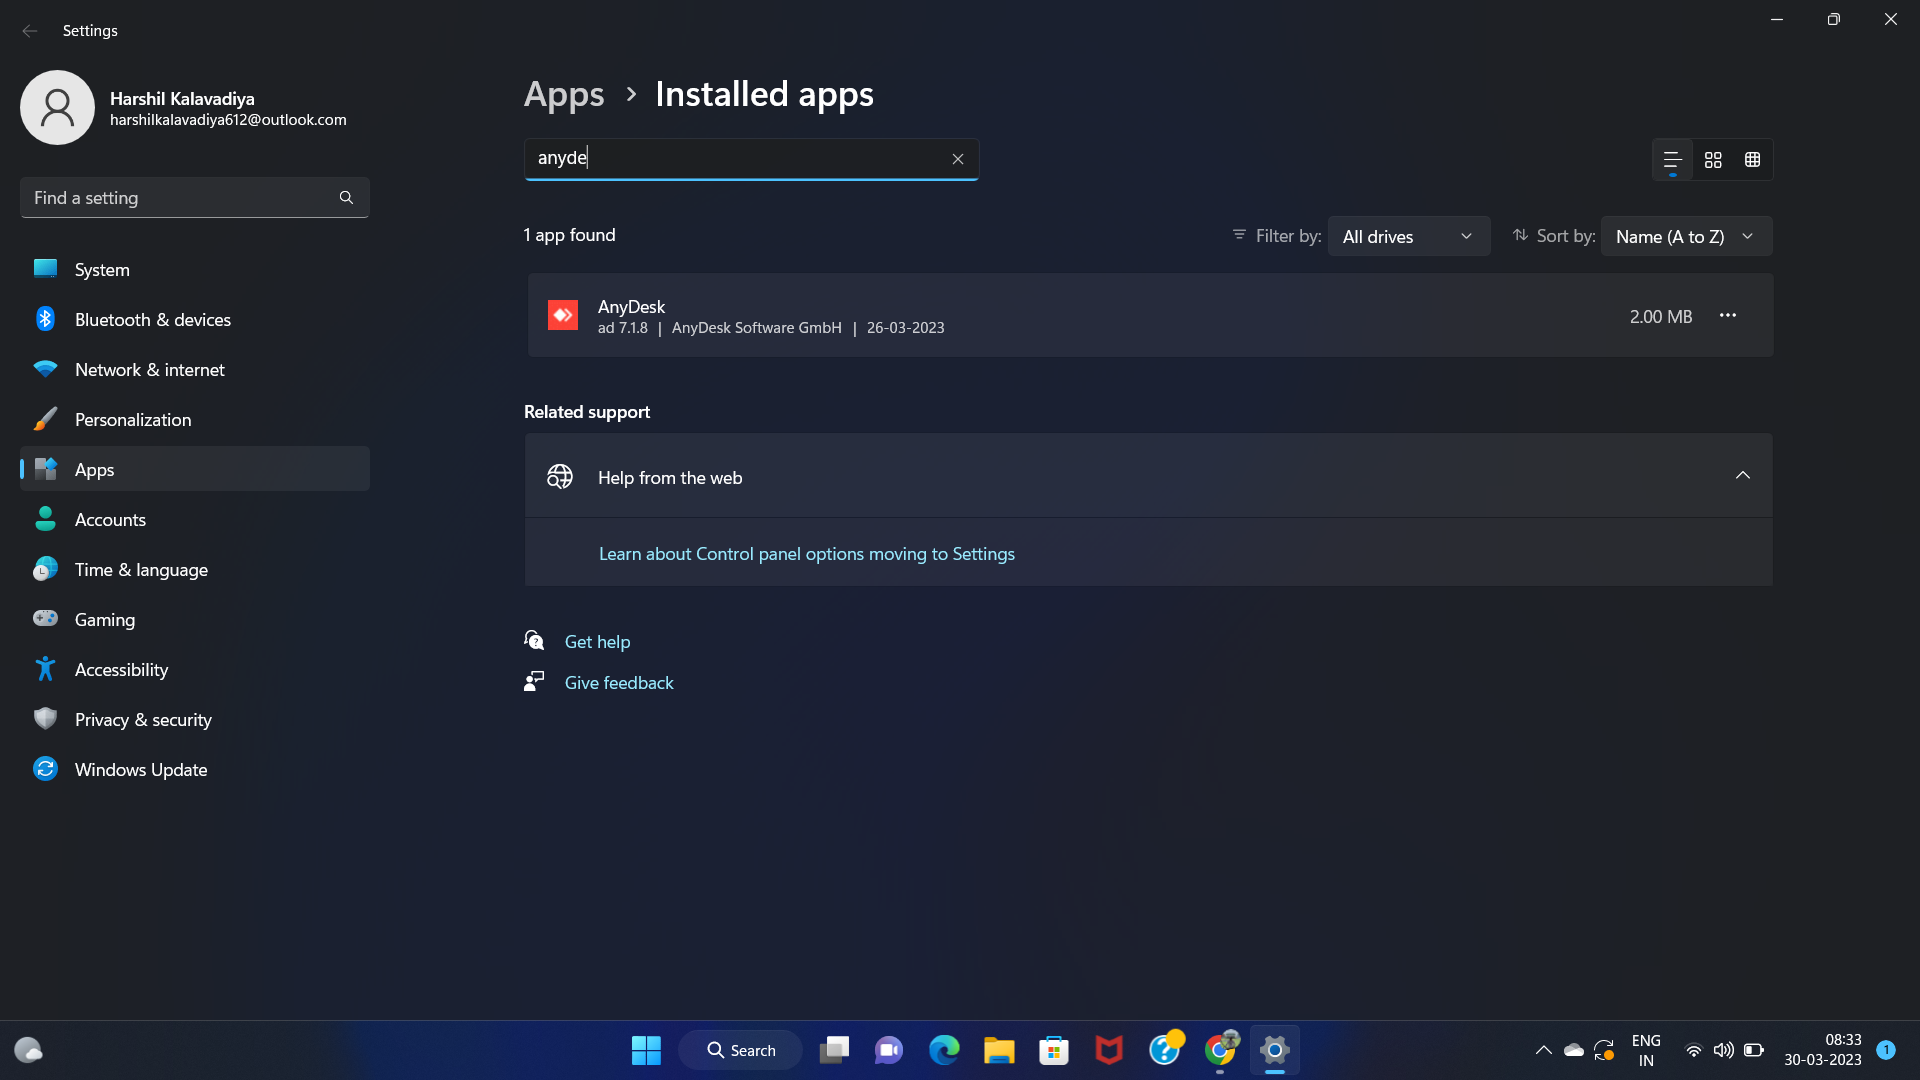 Settings
Harshil Kalavadiya
harshilkalavadiya612@outlook.com
Find a setting
System
Bluetooth & devices
Network & internet
Personalization
Apps
Accounts
Time & language
Gaming
Accessibility
Privacy & security
Windows Update
Apps > Installed apps
anyde
1 app found
Filter by: All drives
Sort by: Name (A to Z)
AnyDesk
ad 7.1.8 | AnyDesk Software GmbH | 26-03-2023
2.00 MB
Related support
Help from the web
Learn about Control panel options moving to Settings
Get help
Give feedback
Search
ENG
IN
08:33
30-03-2023
1